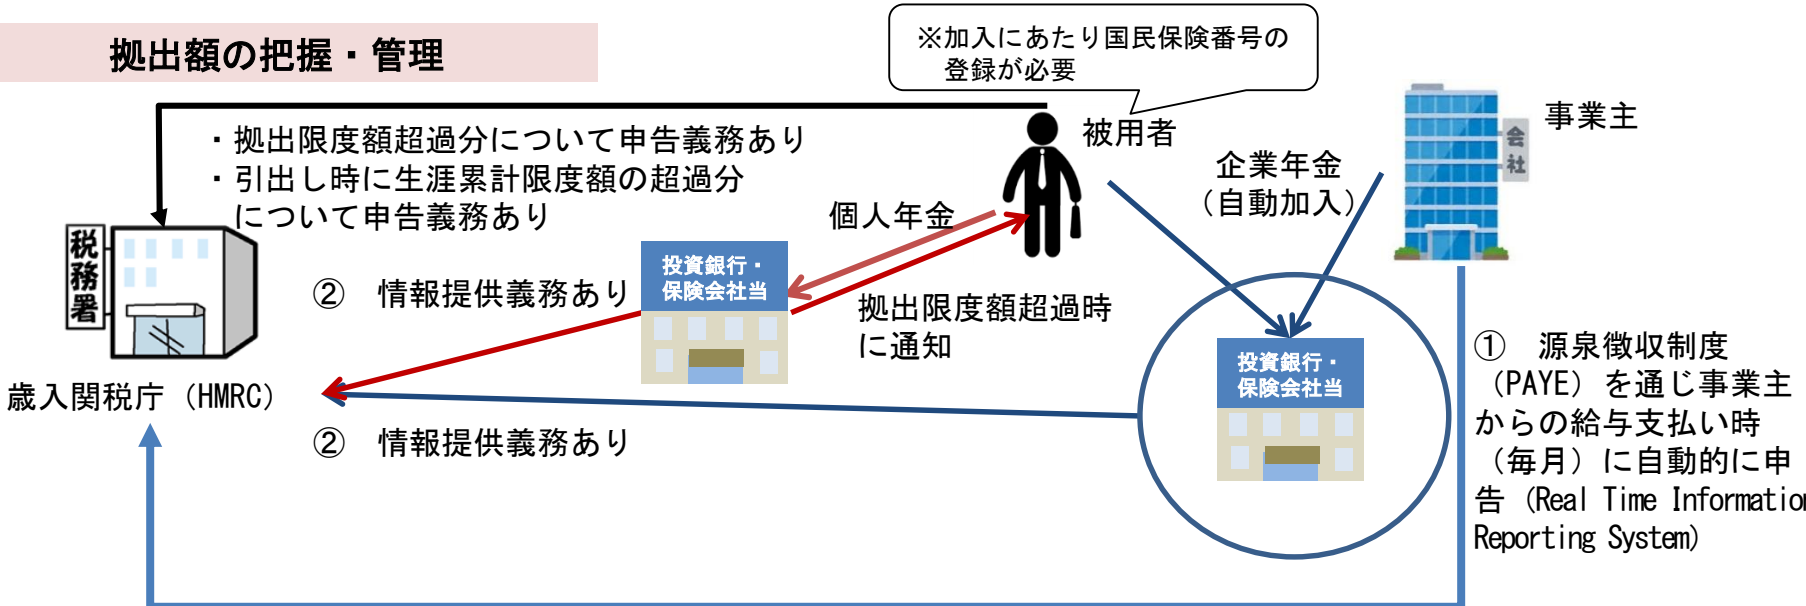 拠出額の把握・管理
※加入にあたり国民保険番号の
登録が必要
・拠出限度額超過分について申告義務あり
・引出し時に生涯累計限度額の超過分
について申告義務あり
被用者
事業主
会社
企業年金
(自動加入)
個人年金
税務署
投資銀行・
保険会社当
② 情報提供義務あり
拠出限度額超過時
に通知
投資銀行・
保険会社当
歳入関税庁(HMRC)
② 情報提供義務あり
① 源泉徴収制度
(PAYE)を通じ事業主
からの給与支払い時
(毎月)に自動的に申
告(Real Time Information
Reporting System)